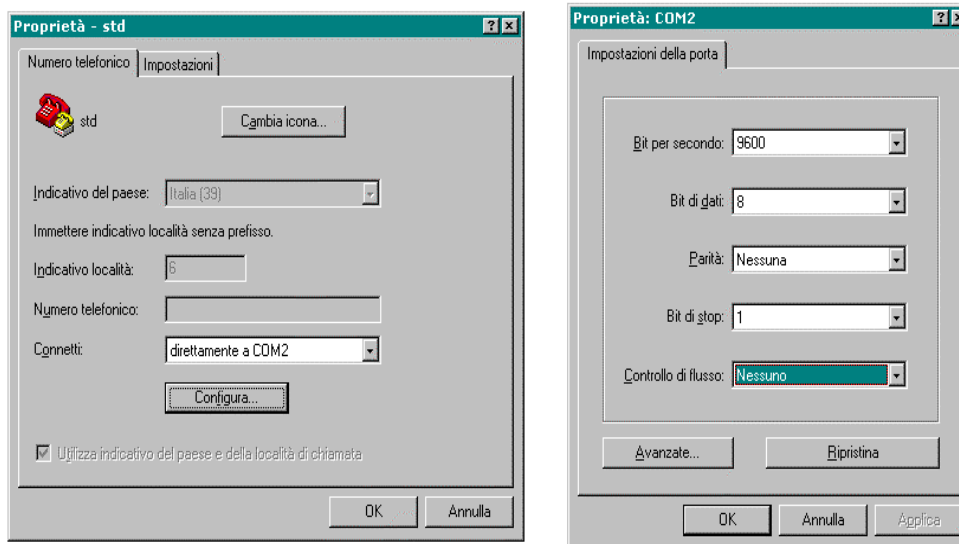 Proprietà - std
Numero telefonico
Impostazioni
std
Cambia icona...
Indicativo del paese: Italia (39)
Immettere indicativo località senza prefisso.
Indicativo località: 6
Numero telefonico:
Connetti: direttamente a COM2
Configura...
Utilizza indicativo del paese e della località di chiamata
OK Annulla
Proprietà: COM2
Impostazioni della porta
Bit per secondo: 9600
Bit di dati: 8
Parità: Nessuna
Bit di stop: 1
Controllo di flusso: Nessuno
Avanzate... Ripristina
OK Annulla Applica